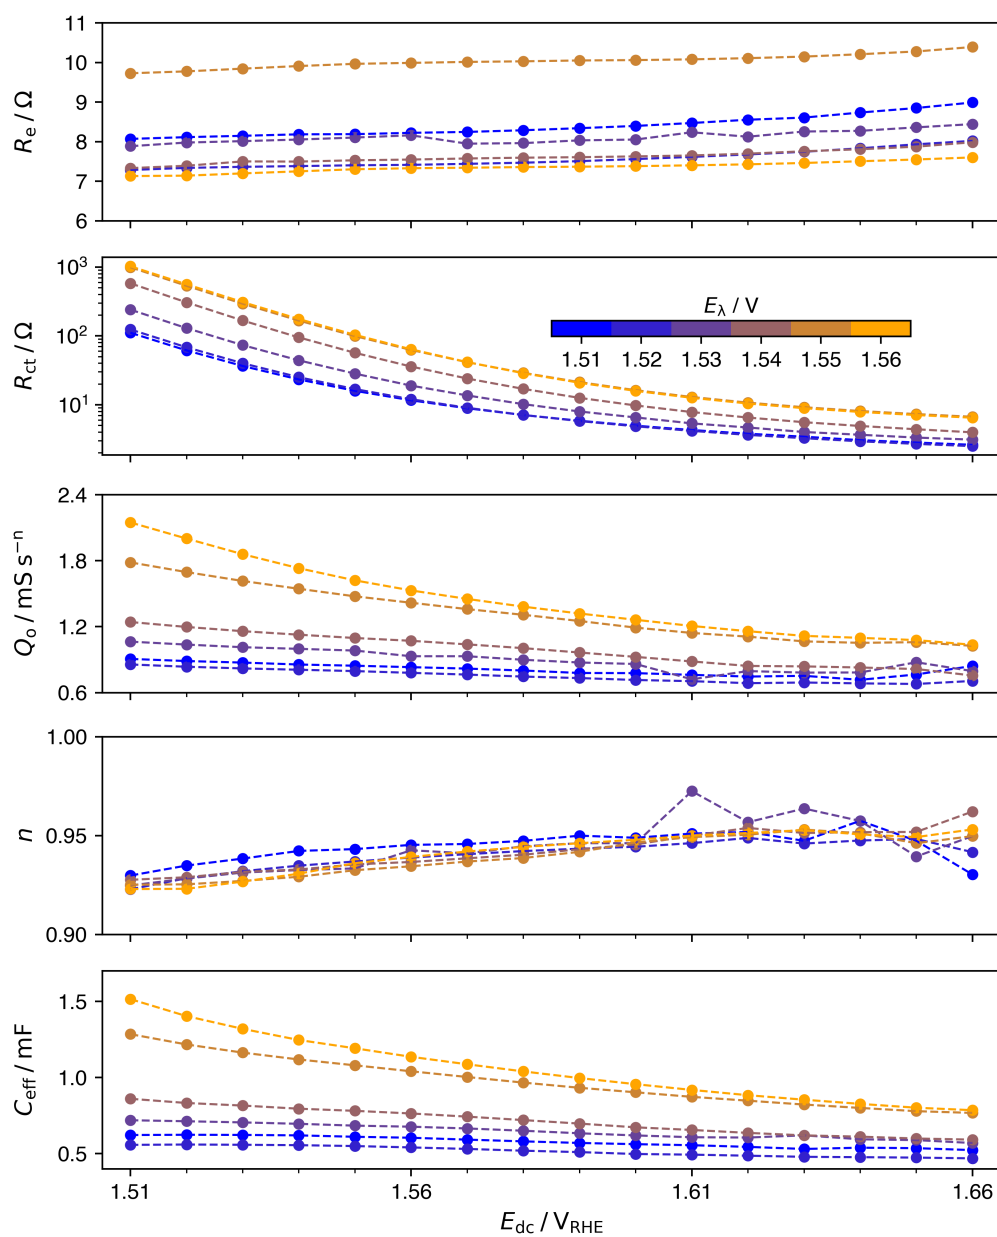 11
10
9
8
7
6
R_e / Ω
10^3
10^2
10^1
R_ct / Ω
E_λ / V
1.51 1.52 1.53 1.54 1.55 1.56
2.4
1.8
1.2
0.6
Q_o / mS s^−n
1.00
0.95
0.90
n
1.5
1.0
0.5
C_eff / mF
1.51 1.56 1.61 1.66
E_dc / V_RHE